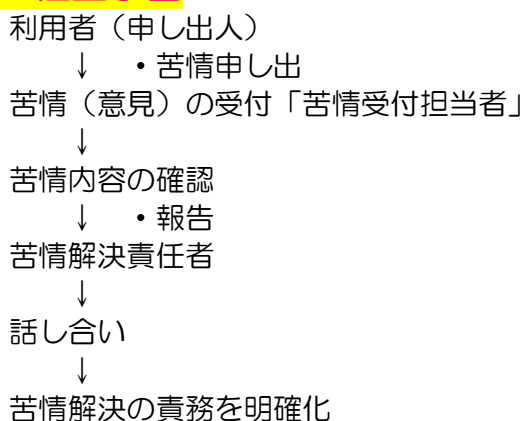 利用者（申し出人）
↓　・苦情申し出
苦情（意見）の受付「苦情受付担当者」
↓
苦情内容の確認
↓　・報告
苦情解決責任者
↓
話し合い
↓
苦情解決の責務を明確化